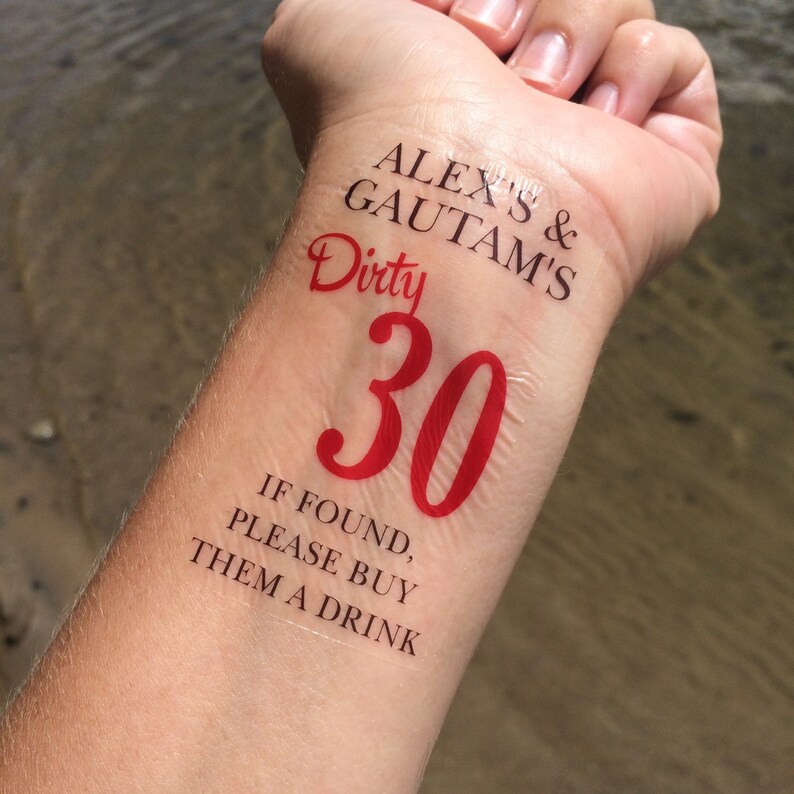 ALEX'S &
GAUTAM'S
Dirty
30
IF FOUND,
PLEASE BUY
THEM A DRINK